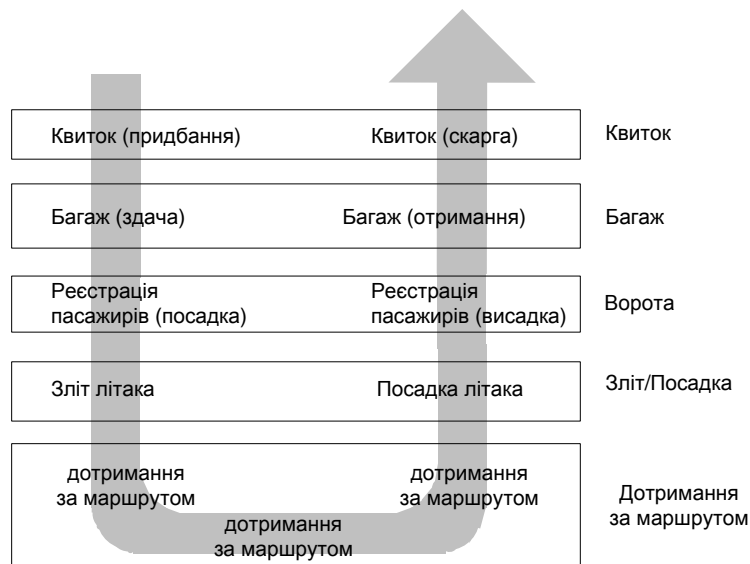 Квиток (придбання)
Квиток (скарга)
Квиток
Багаж (здача)
Багаж (отримання)
Багаж
Реєстрація
пасажирів (посадка)
Реєстрація
пасажирів (висадка)
Ворота
Зліт літака
Посадка літака
Зліт/Посадка
дотримання
за маршрутом
дотримання
за маршрутом
дотримання
за маршрутом
Дотримання
за маршрутом